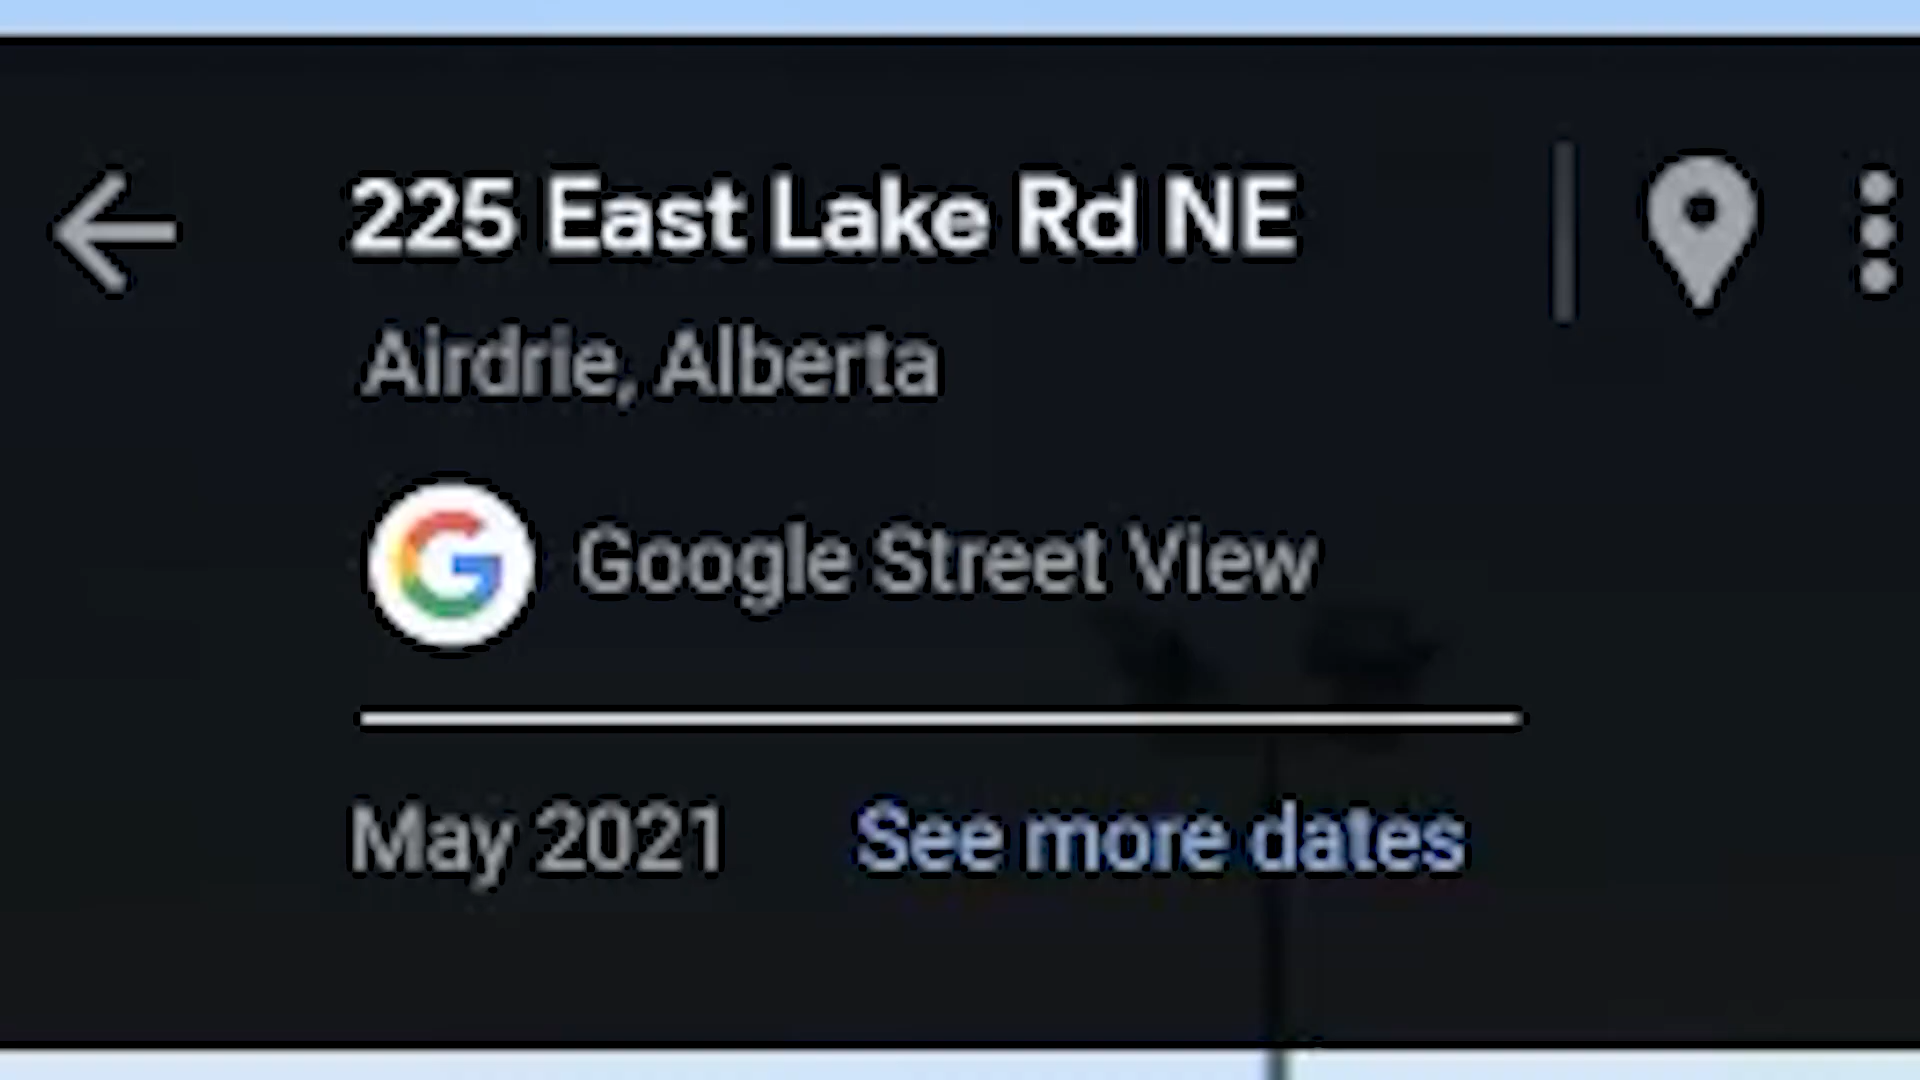 225 East Lake Rd NE
Airdrie, Alberta
Google Street View
May 2021 See more dates